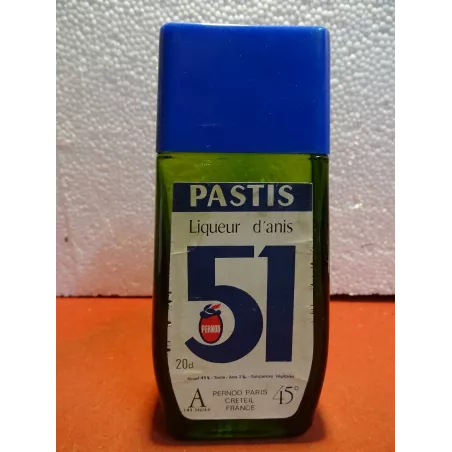 PASTIS
Liqueur d'anis
51
PERNOD
20cl
A
PERNOD PARIS
CRETEIL
FRANCE
45°